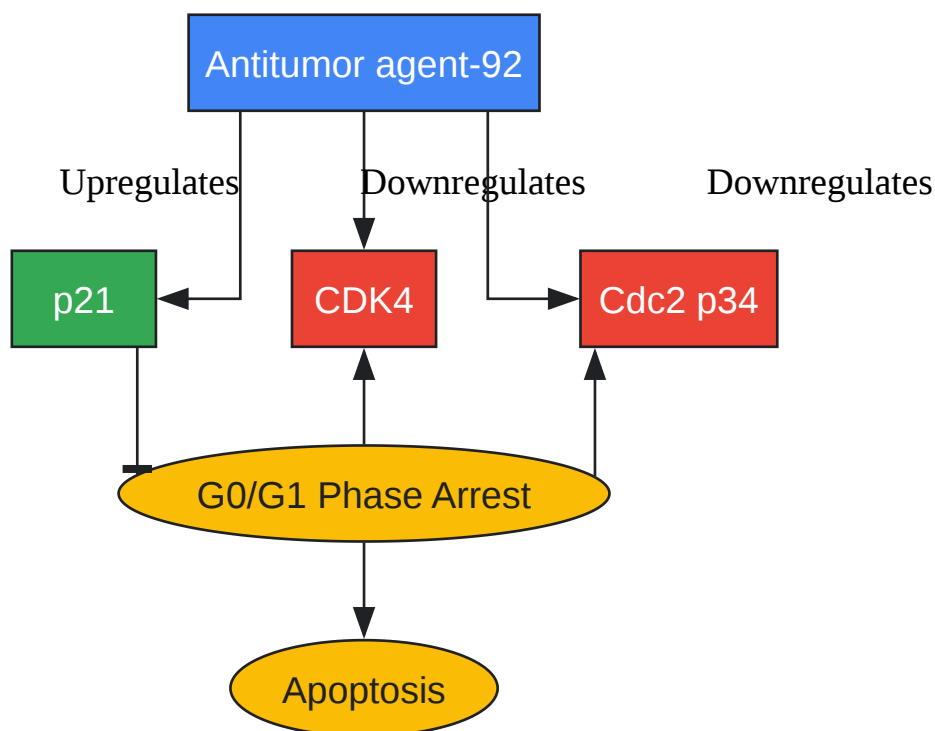 Antitumor agent-92
Upregulates
Downregulates
Downregulates
p21
CDK4
Cdc2 p34
G0/G1 Phase Arrest
Apoptosis